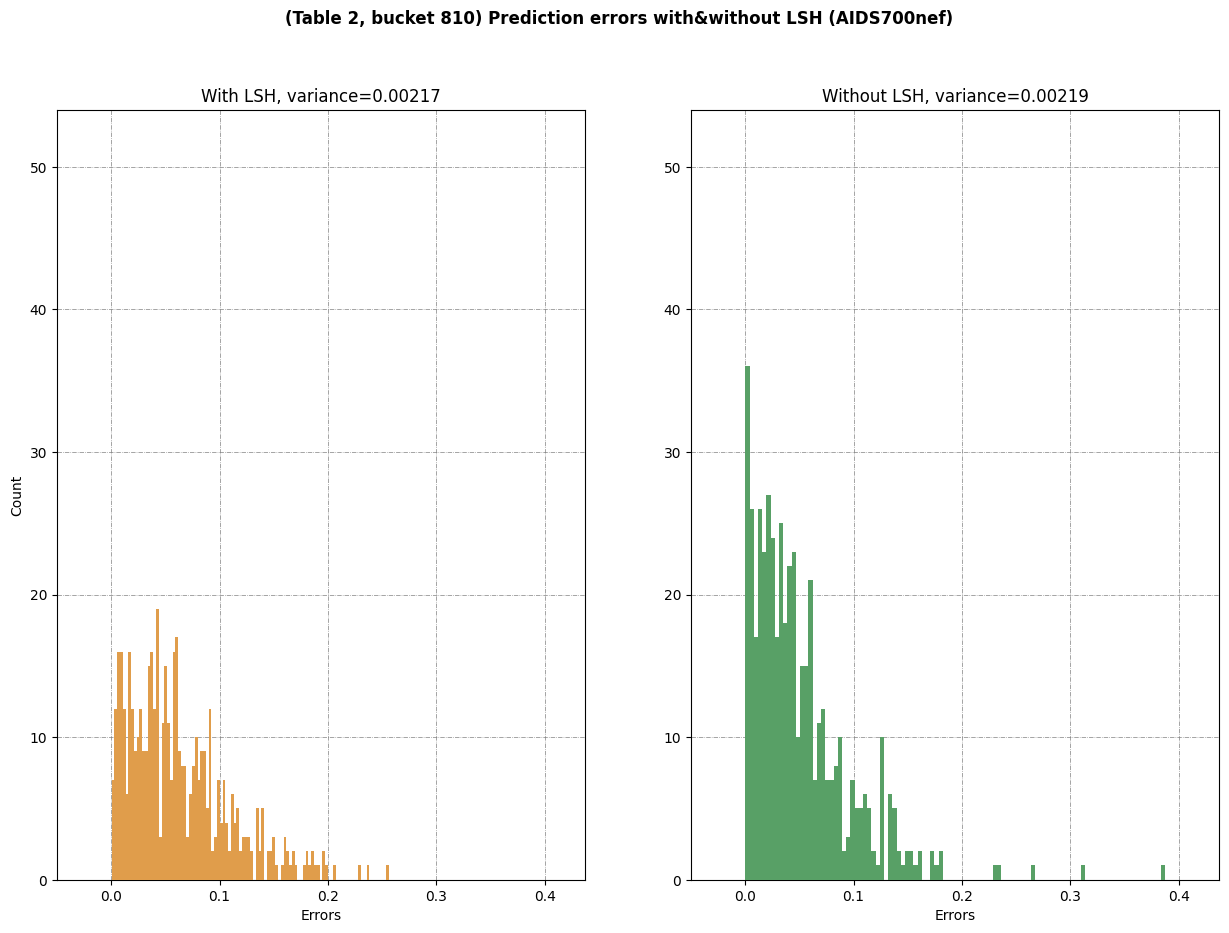 (Table 2, bucket 810) Prediction errors with&without LSH (AIDS700nef)
With LSH, variance=0.00217
50
40
30
20
10
0
Count
0.0 0.1 0.2 0.3 0.4
Errors
Without LSH, variance=0.00219
50
40
30
20
10
0
0.0 0.1 0.2 0.3 0.4
Errors